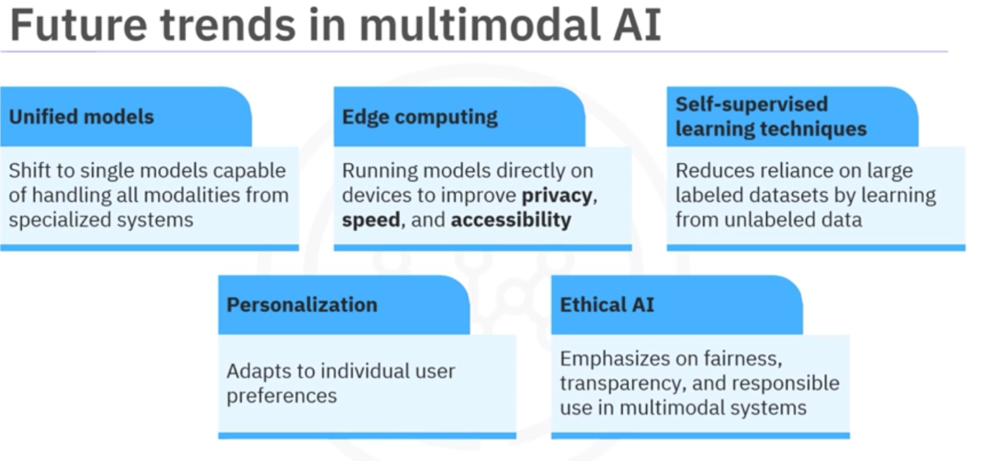 Future trends in multimodal AI
Unified models
Shift to single models capable
of handling all modalities from
specialized systems
Edge computing
Running models directly on
devices to improve privacy,
speed, and accessibility
Self-supervised
learning techniques
Reduces reliance on large
labeled datasets by learning
from unlabeled data
Personalization
Adapts to individual user
preferences
Ethical AI
Emphasizes on fairness,
transparency, and responsible
use in multimodal systems